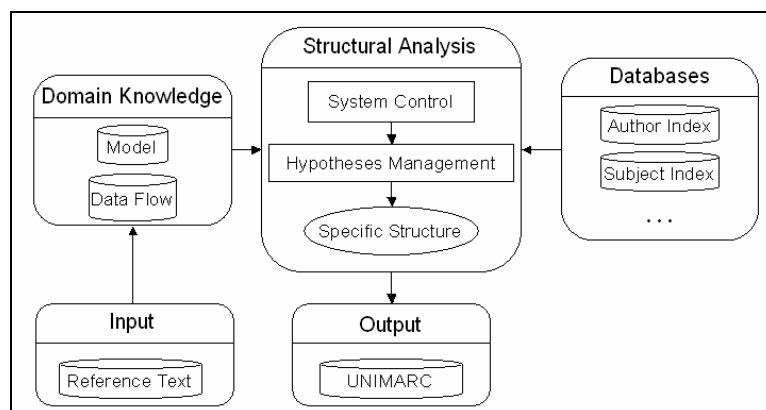 Structural Analysis
System Control
Hypotheses Management
Specific Structure
Domain Knowledge
Model
Data Flow
Databases
Author Index
Subject Index
...
Input
Reference Text
Output
UNIMARC